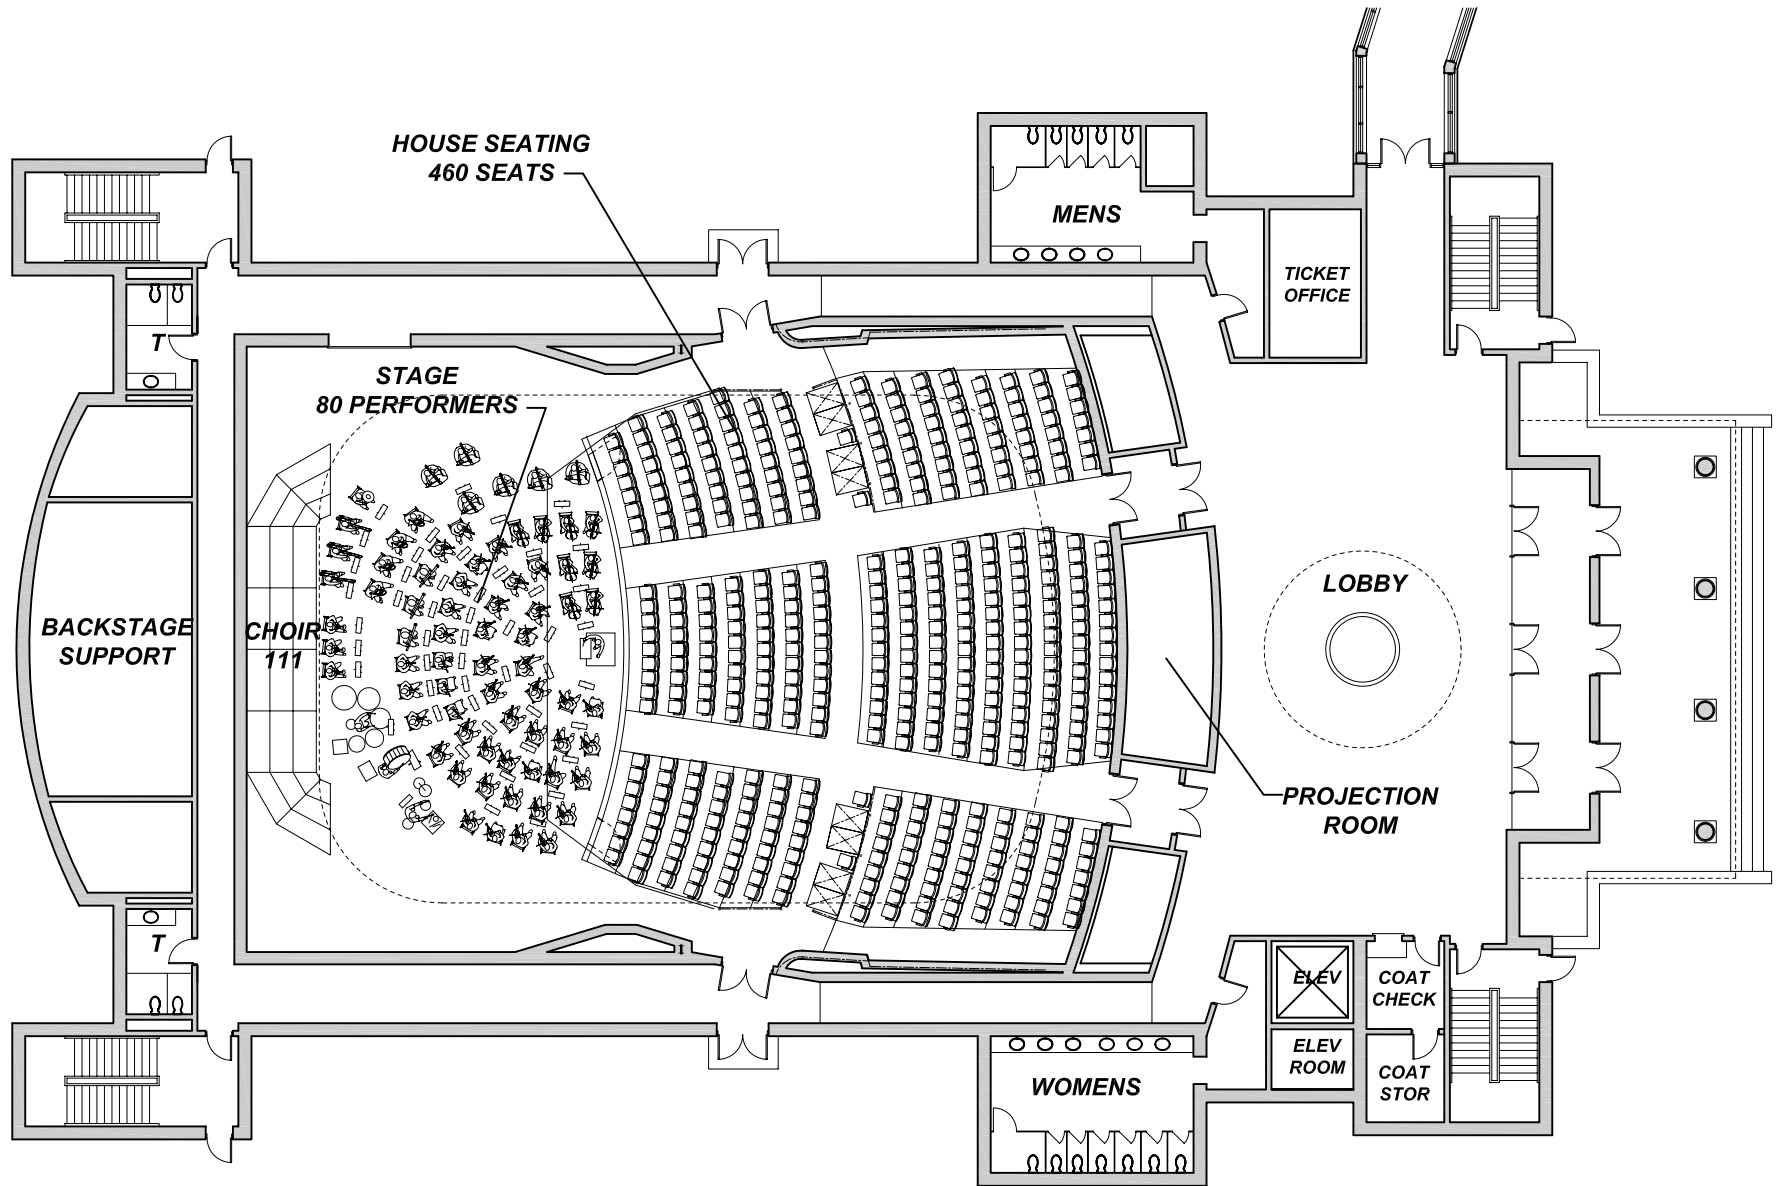 HOUSE SEATING
460 SEATS
MENS
TICKET
OFFICE
T
STAGE
80 PERFORMERS
LOBBY
BACKSTAGE
SUPPORT
CHOIR
111
PROJECTION
ROOM
T
ELEV
COAT
CHECK
ELEV
ROOM
COAT
STOR
WOMENS